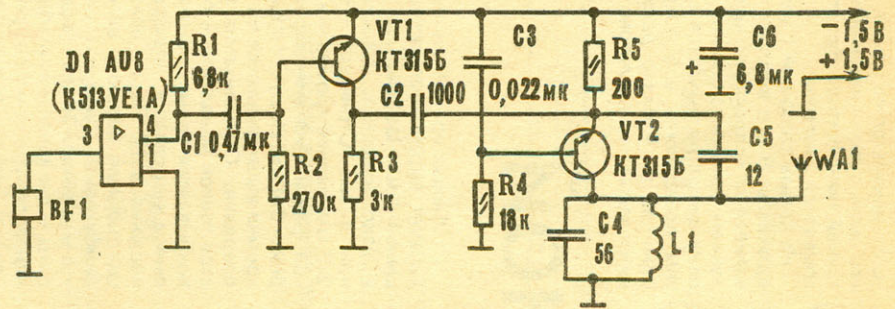 D1 AU8
(К513УЕ1А)
3
4
1
BF1
R1
6,8к
C1 0,47мк
R2
270к
VT1
КТ315Б
R3
3к
C2
1000
C3
0,022мк
R4
18к
R5
200
VT2
КТ315Б
C4
56
L1
C5
12
C6
+
6,8мк
WA1
−1,5В
+1,5В